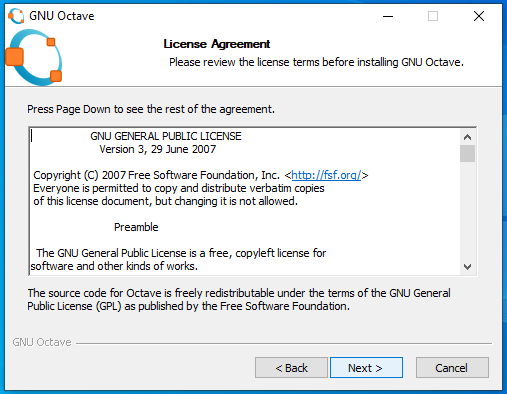 GNU Octave
License Agreement
Please review the license terms before installing GNU Octave.
Press Page Down to see the rest of the agreement.
GNU GENERAL PUBLIC LICENSE
Version 3, 29 June 2007
Copyright (C) 2007 Free Software Foundation, Inc. <http://fsf.org/>
Everyone is permitted to copy and distribute verbatim copies
of this license document, but changing it is not allowed.
Preamble
The GNU General Public License is a free, copyleft license for
software and other kinds of works.
The source code for Octave is freely redistributable under the terms of the GNU General
Public License (GPL) as published by the Free Software Foundation.
GNU Octave
< Back Next > Cancel